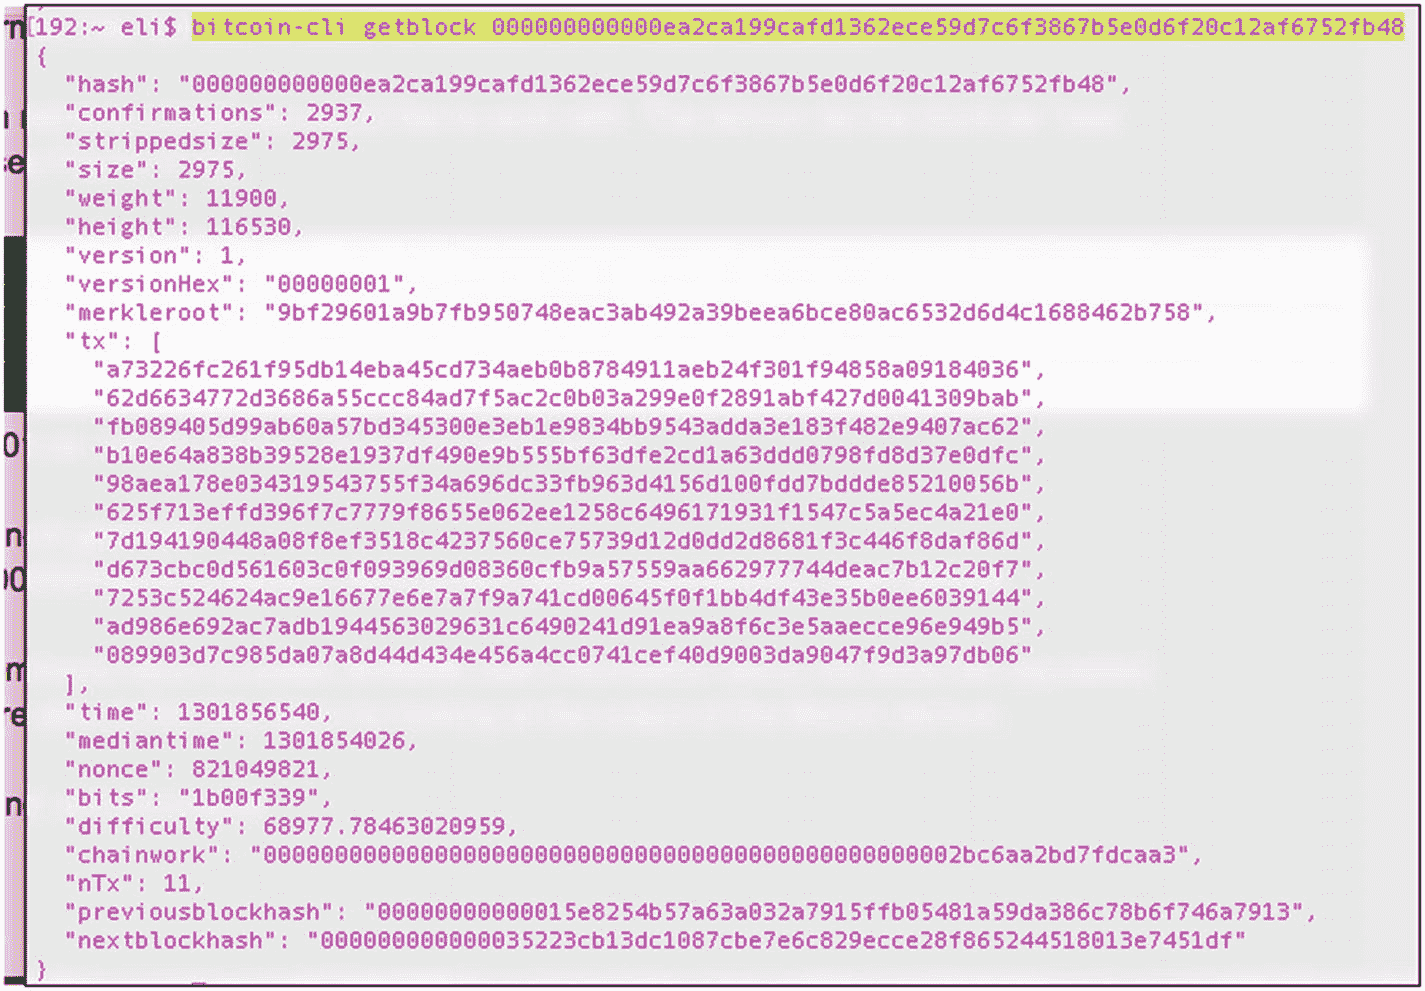 [192:~ eli$ bitcoin-cli getblock 000000000000ea2ca199cafd1362ece59d7c6f3867b5e0d6f20c12af6752fb48
{
"hash": "000000000000ea2ca199cafd1362ece59d7c6f3867b5e0d6f20c12af6752fb48",
"confirmations": 2937,
"strippedsize": 2975,
"size": 2975,
"weight": 11900,
"height": 116530,
"version": 1,
"versionHex": "00000001",
"merkleroot": "9bf29601a9b7fb950748eac3ab492a39beea6bce80ac6532d6d4c1688462b758",
"tx": [
"a73226fc261f95db14eba45cd734aeb0b8784911aeb24f301f94858a09184036",
"62d6634772d3686a55ccc84ad7f5ac2c0b03a299e0f2891abf427d0041309bab",
"fb089405d99ab60a57bd345300e3eb1e9834bb9543adda3e183f482e9407ac62",
"b10e64a838b39528e1937df490e9b555bf63dfe2cd1a63ddd0798fd8d37e0dfc",
"98aea178e034319543755f34a696dc33fb963d4156d100fdd7bddde85210056b",
"625f713effd396f7c7779f8655e062ee1258c6496171931f1547c5a5ec4a21e0",
"7d194190448a08f8ef3518c4237560ce75739d12d0dd2d8681f3c446f8daf86d",
"d673cbc0d561603c0f093969d08360cfb9a57559aa662977744deac7b12c20f7",
"7253c524624ac9e16677e6e7a7f9a741cd00645f0f1bb4df43e35b0ee6039144",
"ad986e692ac7adb1944563029631c6490241d91ea9a8f6c3e5aaecce96e949b5",
"089903d7c985da07a8d44d434e456a4cc0741cef40d9003da9047f9d3a97db06"
],
"time": 1301856540,
"mediantime": 1301854026,
"nonce": 821049821,
"bits": "1b00f339",
"difficulty": 68977.78463020959,
"chainwork": "0000000000000000000000000000000000000000000000002bc6aa2bd7fdcaa3",
"nTx": 11,
"previousblockhash": "00000000000015e8254b57a63a032a7915ffb05481a59da386c78b6f746a7913",
"nextblockhash": "000000000000035223cb13dc1087cbe7e6c829ecce28f865244518013e7451df"
}